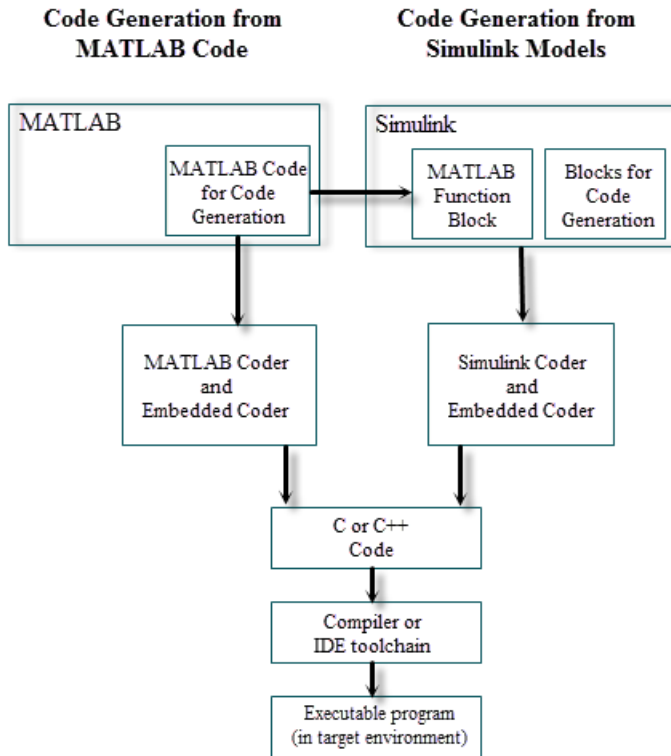 Code Generation from
MATLAB Code
Code Generation from
Simulink Models
MATLAB
MATLAB Code
for Code
Generation
Simulink
MATLAB
Function
Block
Blocks for
Code
Generation
MATLAB Coder
and
Embedded Coder
Simulink Coder
and
Embedded Coder
C or C++
Code
Compiler or
IDE toolchain
Executable program
(in target environment)